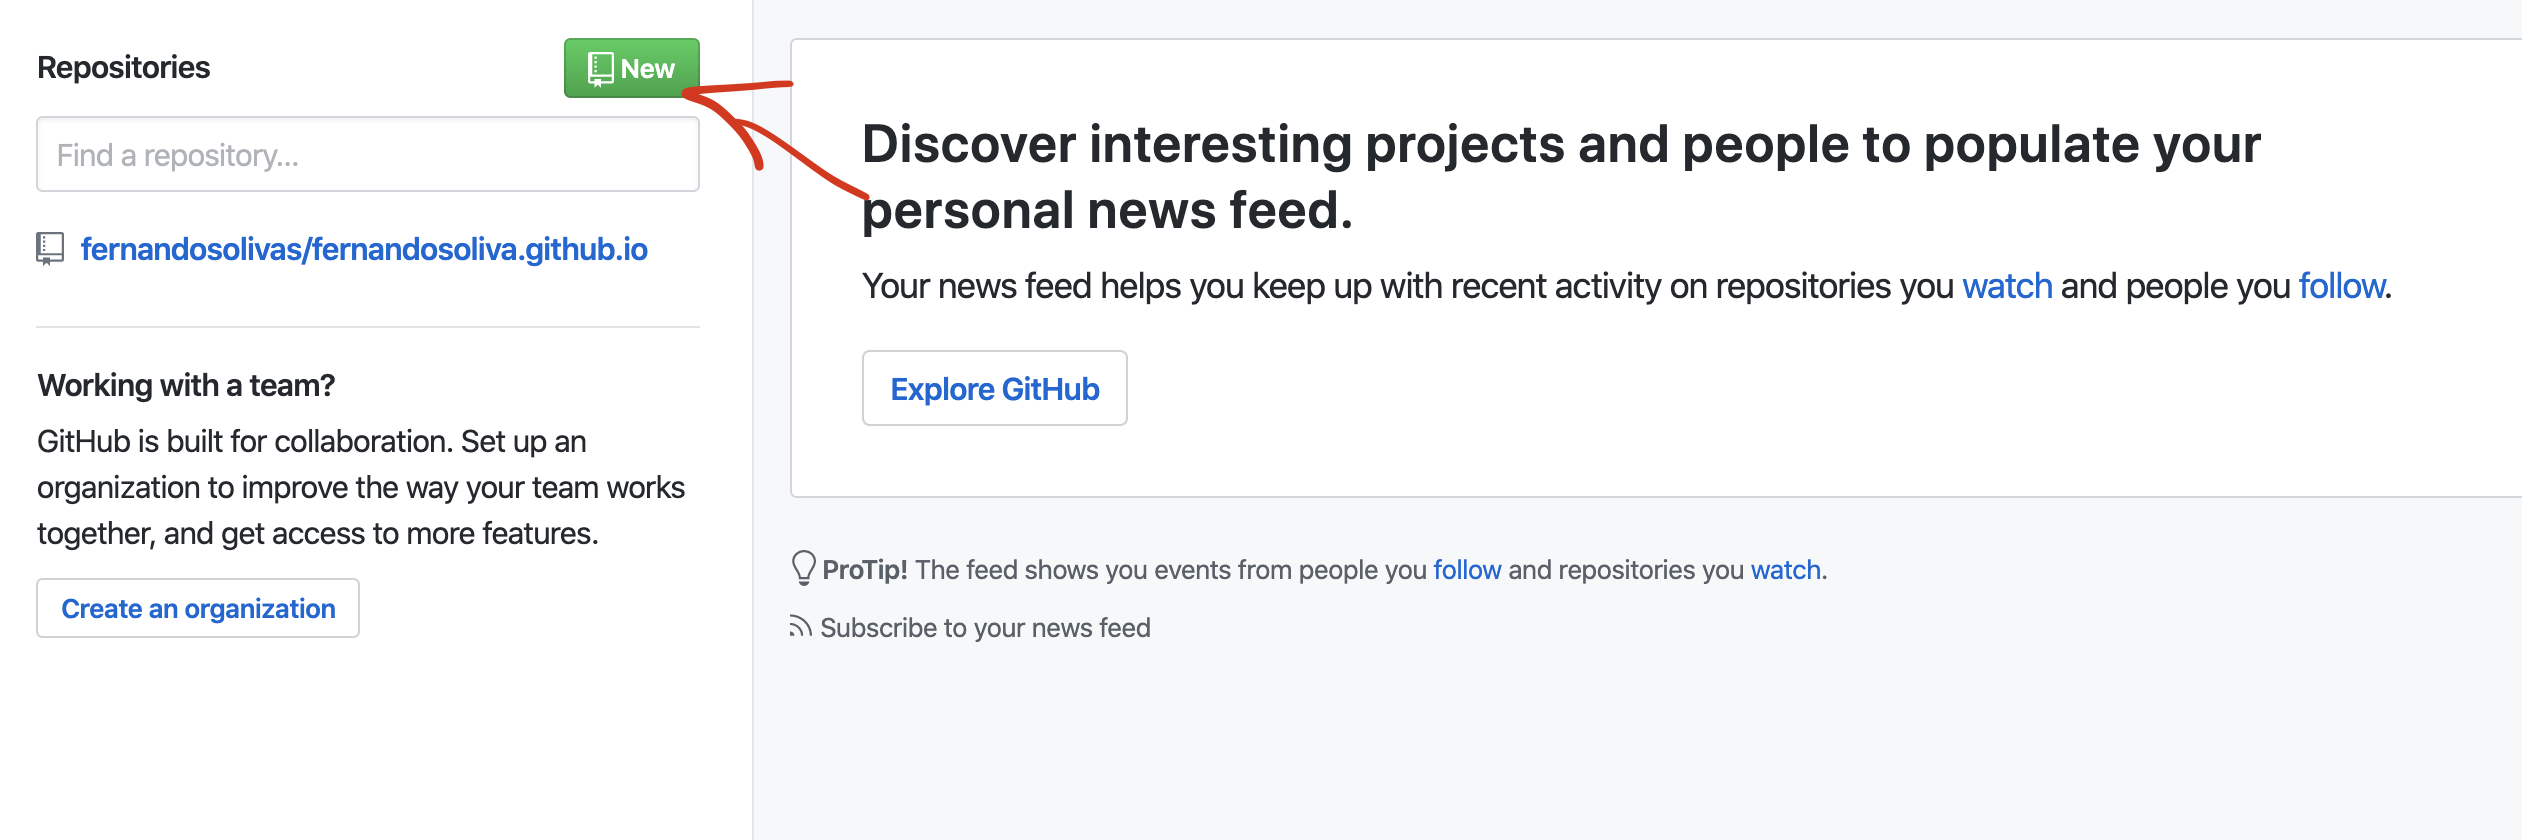 Repositories
New
Find a repository...
fernandosolivas/fernandosoliva.github.io
Working with a team?
GitHub is built for collaboration. Set up an
organization to improve the way your team works
together, and get access to more features.
Create an organization
Discover interesting projects and people to populate your
personal news feed.
Your news feed helps you keep up with recent activity on repositories you watch and people you follow.
Explore GitHub
ProTip! The feed shows you events from people you follow and repositories you watch.
Subscribe to your news feed